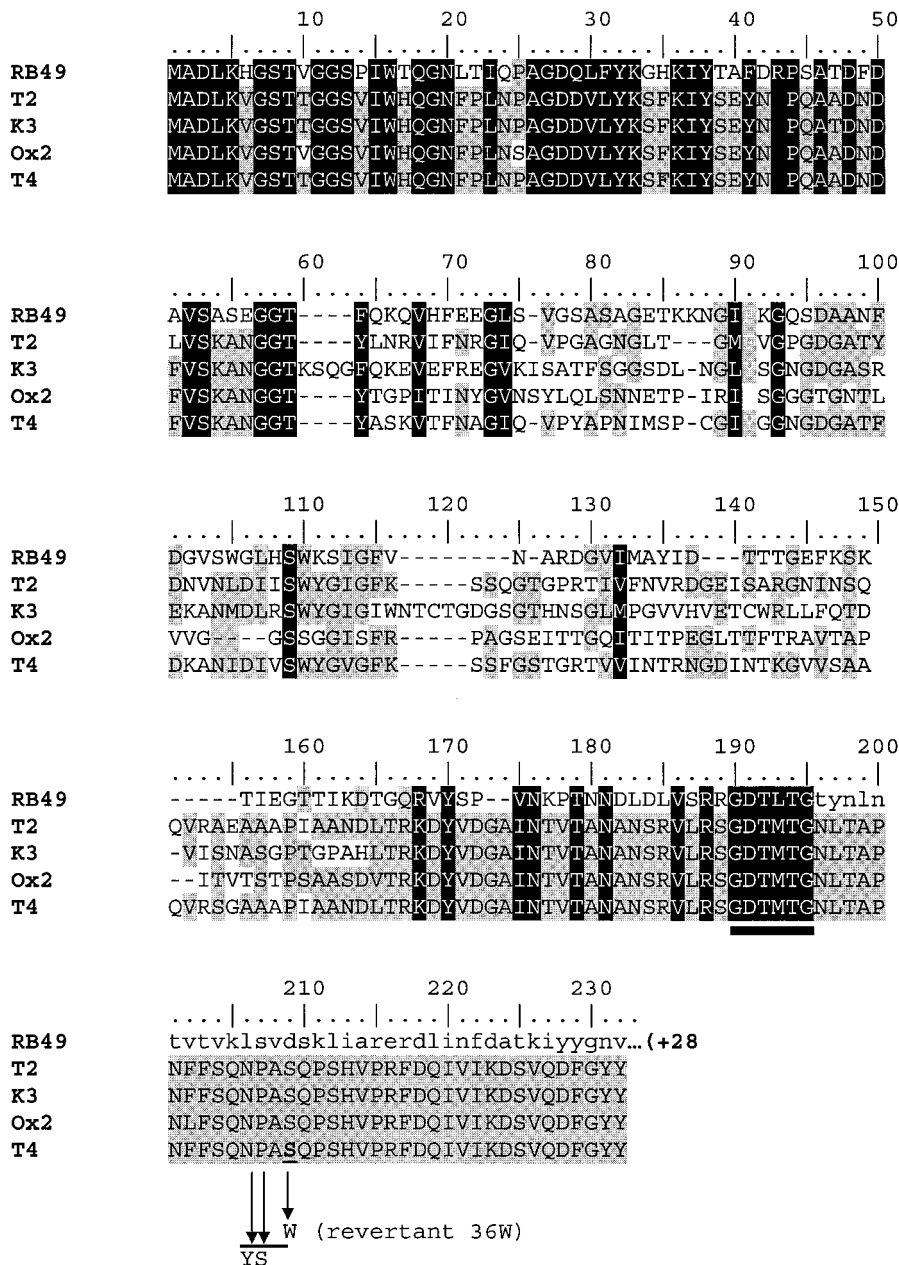 10 20 30 40 50
RB49 MADLKHGSTVGGSPIWTQGNLTIQPAGDQLFYKGHKIYTAFDRPSATDFD
T2 MADLKVGSTTGGSVIWHQGNFPLNPAGDDVLYKSFKIYSEYN PQAADND
K3 MADLKVGSTTGGSVIWHQGNFPLNPAGDDVLYKSFKIYSEYN PQATDND
Ox2 MADLKVGSTVGGSVIWHQGNFPLNSAGDDVLYKSFKIYSEYN PQAADND
T4 MADLKVGSTTGGSVIWHQGNFPLNPAGDDVLYKSFKIYSEYN PQAADND
60 70 80 90 100
RB49 AVSASEGGT----FQKQVHFEEGLS-VGSASAGETKKNGI KGQSDAANF
T2 LVSKANGGT----YLNRVIFNRGIQ-VPGAGNGLT---GM VGPGDGATY
K3 FVSKANGGTKSQGFQKEVEFREGVKISATFSGGSDL-NGL SGNGDGASR
Ox2 FVSKANGGT----YTGPITINYGVNSYLQLSNNETP-IRI SGGGTGNTL
T4 FVSKANGGT----YASKVTFNAGIQ-VPYAPNIMSP-CGI GGNGDGATF
110 120 130 140 150
RB49 DGVSWGLHSWKSIGFV--------N-ARDGVIMAYID---TTTGEFKSK
T2 DNVNLDIISWYGIGFK-----SSQGTGPRTIVFNVRDGEISARGNINSQ
K3 EKANMDLRSWYGIGIWNTCTGDGSGTHNSGLMPGVVHVETCWRLLFQTD
Ox2 VVG----GSSGGISFR-----PAGSEITTGQITITPEGLTTFTRAVTAP
T4 DKANIDIVSWYGVGFK-----SSFGSTGRTVVINTRNGDINTKGVVSAA
160 170 180 190 200
RB49 -----TIEGTTIKDTGQRVYSP--VNKPTNNDLDLVSRRGDTLTGtynln
T2 QVRAEAAAPIAANDLTRKDYVDGAINTVTANANSRVLRSGDTMTGNLTAP
K3 -VISNASGPTGPAHLTRKDYVDGAINTVTANANSRVLRSGDTMTGNLTAP
Ox2 --ITVTSTPSAASDVTRKDYVDGAINTVTANANSRVLRSGDTMTGNLTAP
T4 QVRSGAAAPIAANDLTRKDYVDGAINTVTANANSRVLRSGDTMTGNLTAP
210 220 230
RB49 tvtvklsvdskliarerdlinfdatkiyygnv… (+28
T2 NFFSQNPASQPSHVPRFDQIVIKDSVQDFGYY
K3 NFFSQNPASQPSHVPRFDQIVIKDSVQDFGYY
Ox2 NLFSQNPASQPSHVPRFDQIVIKDSVQDFGYY
T4 NFFSQNPASQPSHVPRFDQIVIKDSVQDFGYY
W (revertant 36W)
YS